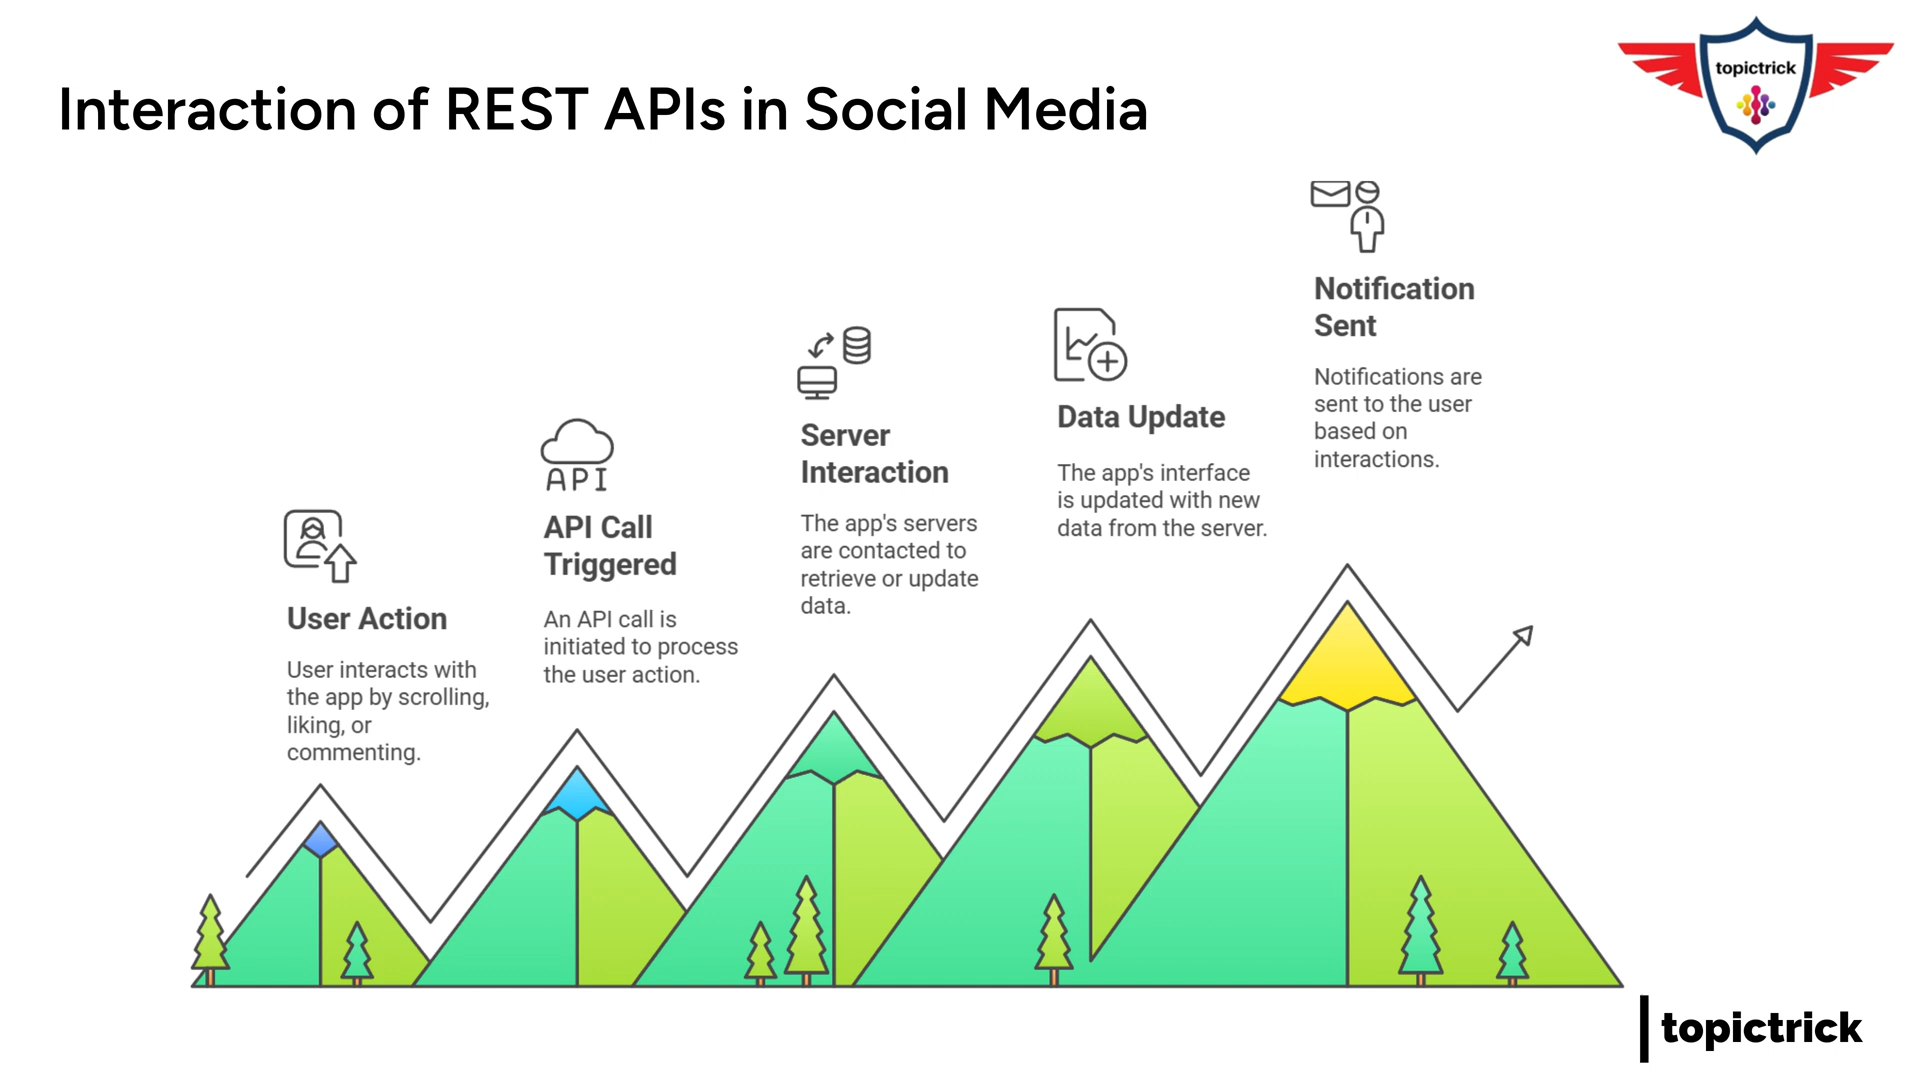 Interaction of REST APIs in Social Media
topictrick
User Action
User interacts with
the app by scrolling,
liking, or
commenting.
API
API Call
Triggered
An API call is
initiated to process
the user action.
Server
Interaction
The app's servers
are contacted to
retrieve or update
data.
Data Update
The app's interface
is updated with new
data from the server.
Notification
Sent
Notifications are
sent to the user
based on
interactions.
topictrick